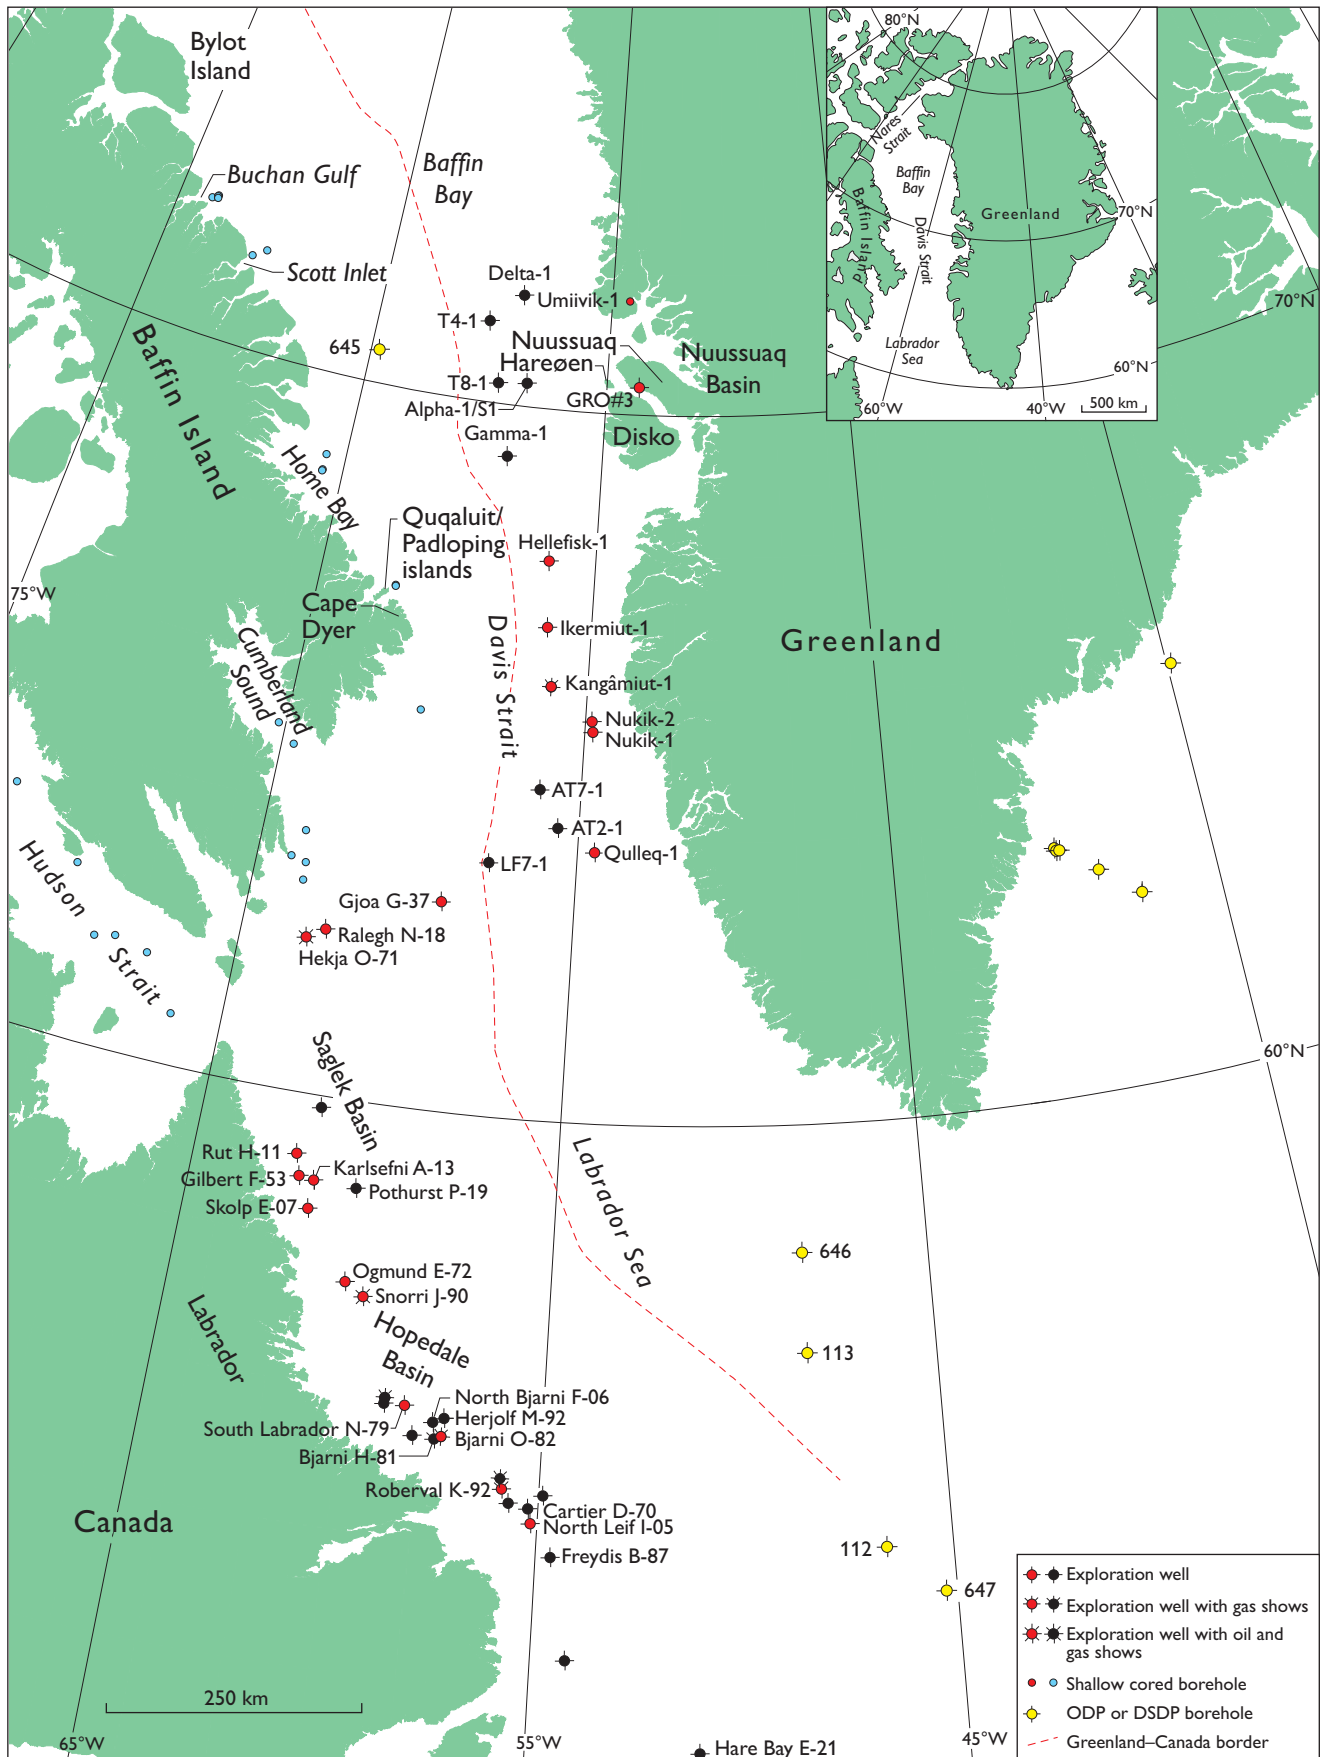 Bylot
Island
Buchan Gulf
Baffin
Bay
Scott Inlet
Delta-1
Umiivik-1
T4-1
645
Nuussuaq
Hareøen
Nuussuaq
Basin
T8-1
Alpha-1/S1
GRO#3
Gamma-1
Disko
Baffin Island
Home Bay
Quqaluit/
Padloping
islands
Hellefisk-1
75°W
Cape
Dyer
Cumberland
Sound
Davis Strait
Ikermiut-1
Greenland
Kangâmiut-1
Nukik-2
Nukik-1
AT7-1
AT2-1
Qulleq-1
LF7-1
Hudson
Strait
Gjoa G-37
Ralegh N-18
Hekja O-71
70°N
60°N
Saglek Basin
Rut H-11
Karlsefni A-13
Gilbert F-53
Pothurst P-19
Skolp E-07
Labrador Sea
646
Ogmund E-72
Snorri J-90
Labrador
Hopedale
Basin
113
North Bjarni F-06
Herjolf M-92
South Labrador N-79
Bjarni O-82
Bjarni H-81
Roberval K-92
Cartier D-70
North Leif I-05
Canada
Freydis B-87
112
647
250 km
65°W
55°W
45°W
Hare Bay E-21
80°N
Nares
Strait
Baffin
Bay
Baffin Island
Davis Strait
Greenland
70°N
Labrador
Sea
60°N
60°W
40°W
500 km
Exploration well
Exploration well with gas shows
Exploration well with oil and
gas shows
Shallow cored borehole
ODP or DSDP borehole
Greenland–Canada border